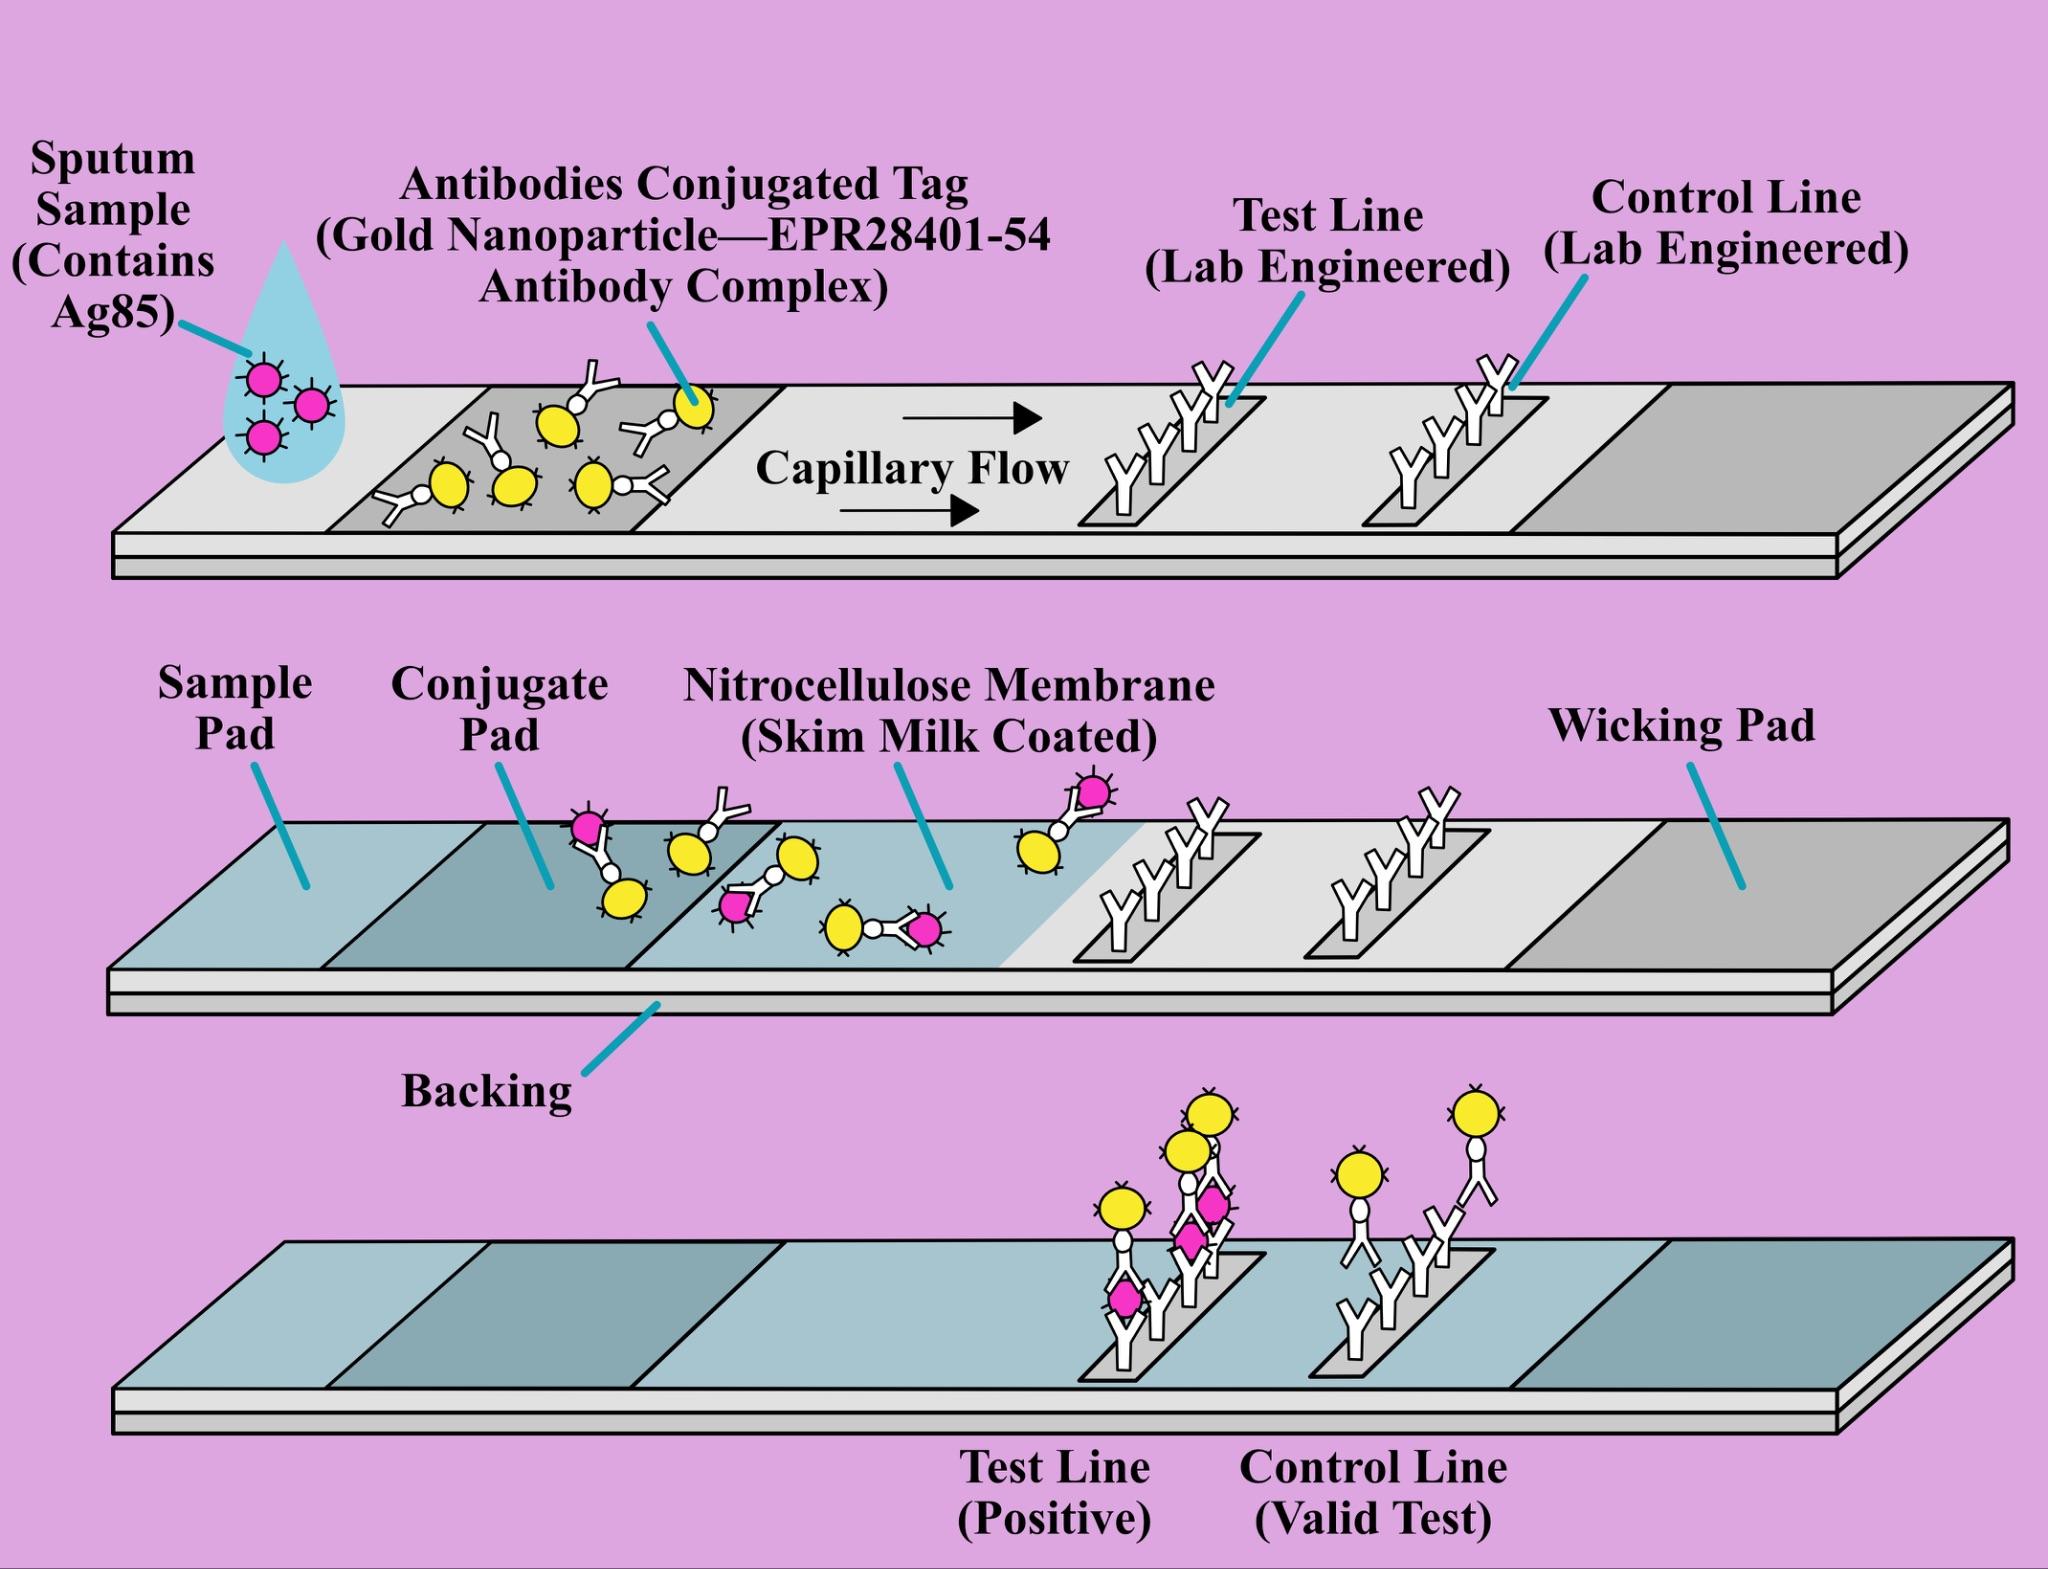 Sputum
Sample
(Contains
Ag85)
Antibodies Conjugated Tag
(Gold Nanoparticle—EPR28401-54
Antibody Complex)
Test Line
(Lab Engineered)
Control Line
(Lab Engineered)
Capillary Flow
Sample
Pad
Conjugate
Pad
Nitrocellulose Membrane
(Skim Milk Coated)
Wicking Pad
Backing
Test Line
(Positive)
Control Line
(Valid Test)